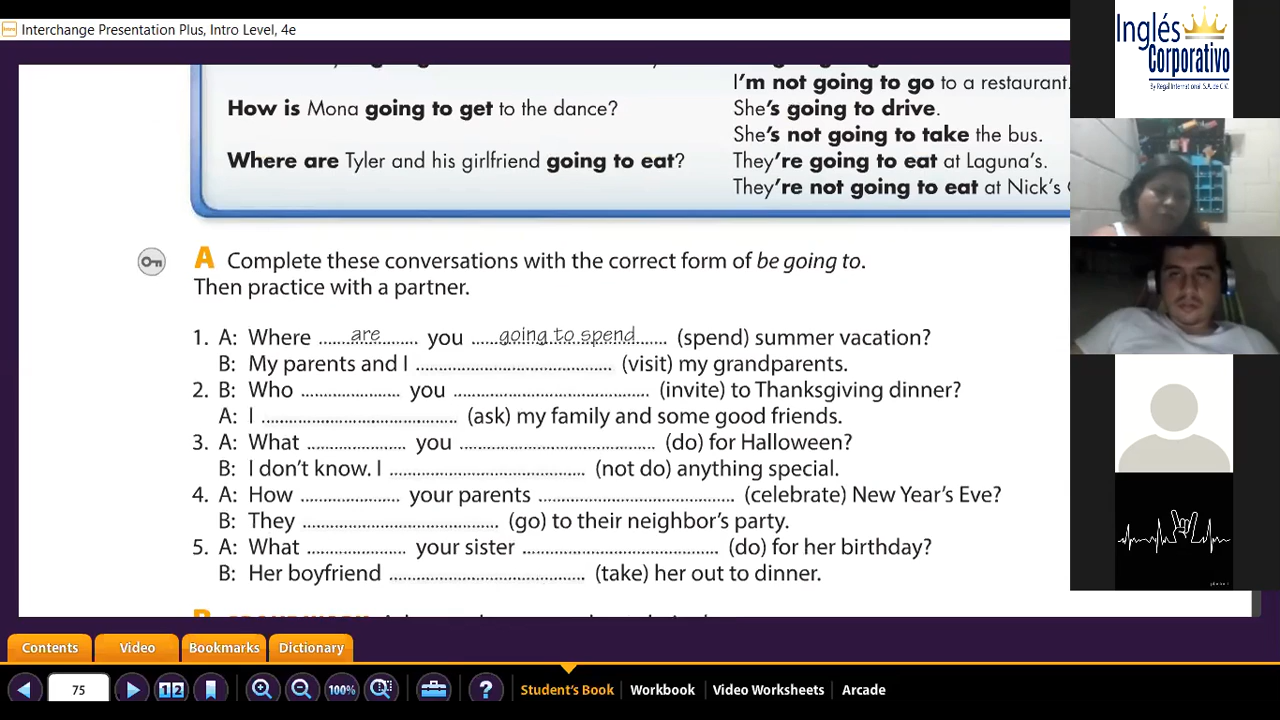 Interchange Presentation Plus, Intro Level, 4e
Inglés
Corporativo
By Regal International S.A. de C.V.
I'm not going to go to a restaurant.
How is Mona going to get to the dance? She's going to drive.
She's not going to take the bus.
Where are Tyler and his girlfriend going to eat? They're going to eat at Laguna's.
They're not going to eat at Nick's
A Complete these conversations with the correct form of be going to.
Then practice with a partner.
1. A: Where are you going to spend (spend) summer vacation?
B: My parents and I .......... (visit) my grandparents.
2. B: Who .......... you .......... (invite) to Thanksgiving dinner?
A: I .......... (ask) my family and some good friends.
3. A: What .......... you .......... (do) for Halloween?
B: I don't know. I .......... (not do) anything special.
4. A: How .......... your parents .......... (celebrate) New Year's Eve?
B: They .......... (go) to their neighbor's party.
5. A: What .......... your sister .......... (do) for her birthday?
B: Her boyfriend .......... (take) her out to dinner.
Contents Video Bookmarks Dictionary
75 12 100% ? Student's Book Workbook Video Worksheets Arcade